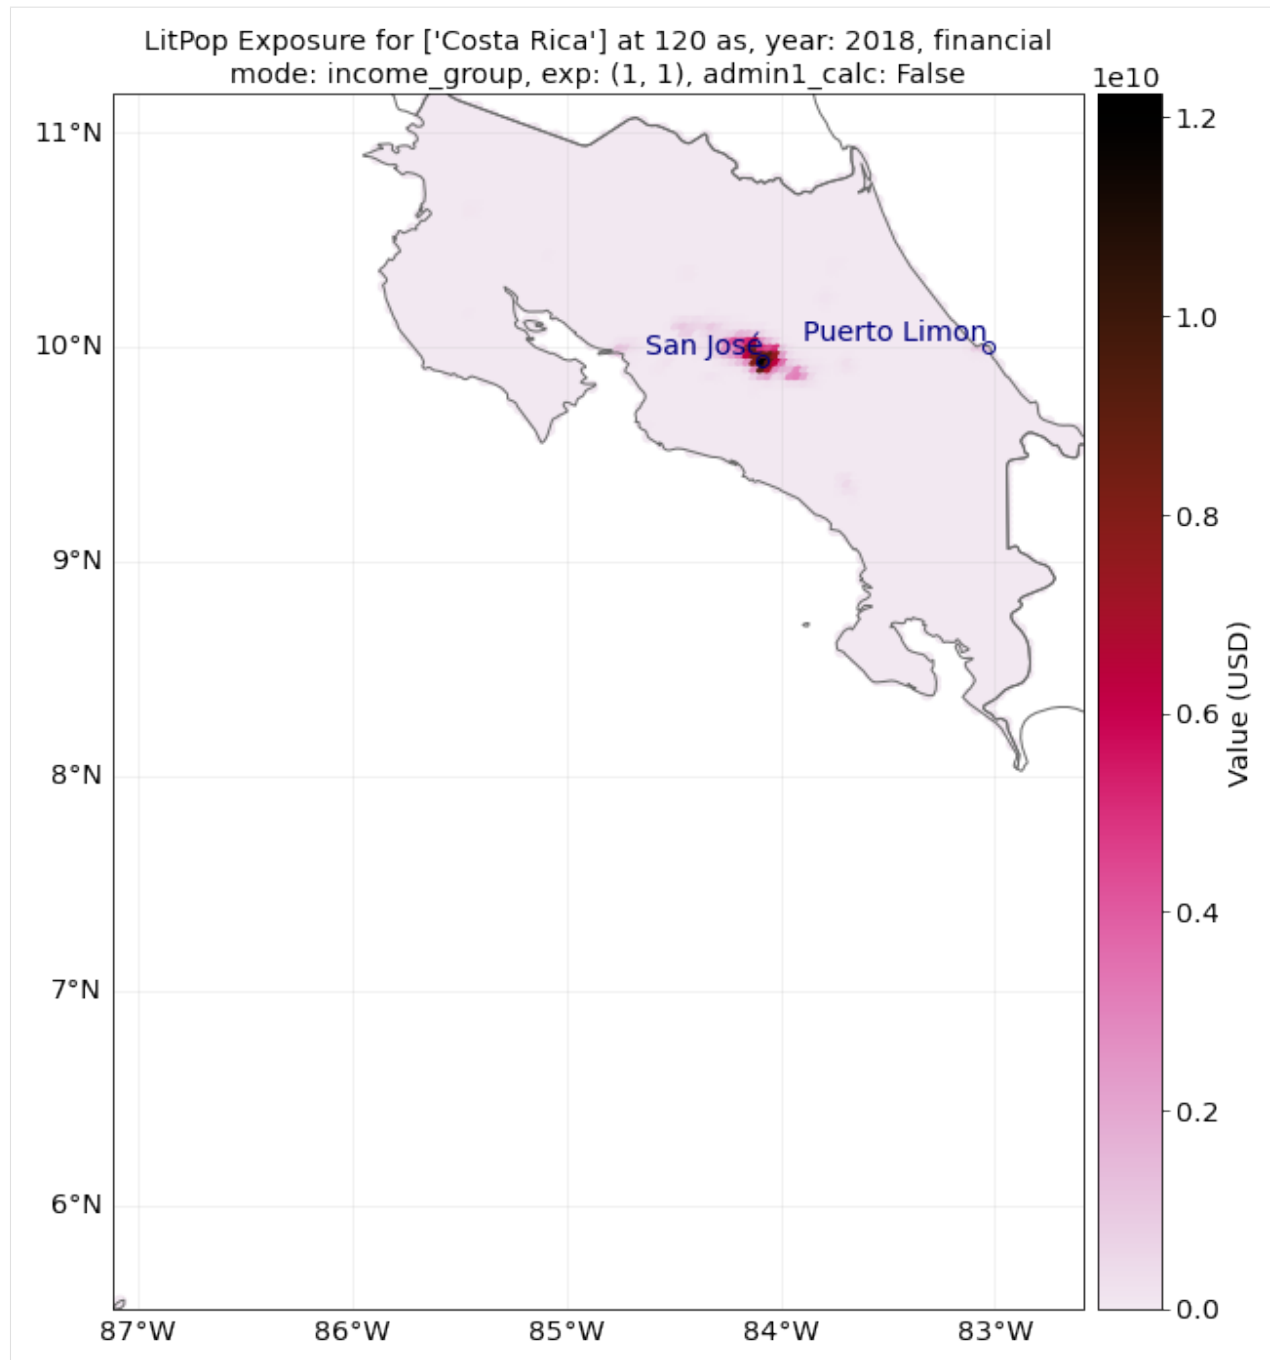 LitPop Exposure for ['Costa Rica'] at 120 as, year: 2018, financial
mode: income_group, exp: (1, 1), admin1_calc: False
1e10
11°N
10°N
9°N
8°N
7°N
6°N
San José
Puerto Limon
87°W
86°W
85°W
84°W
83°W
1.2
1.0
0.8
0.6
0.4
0.2
0.0
Value (USD)